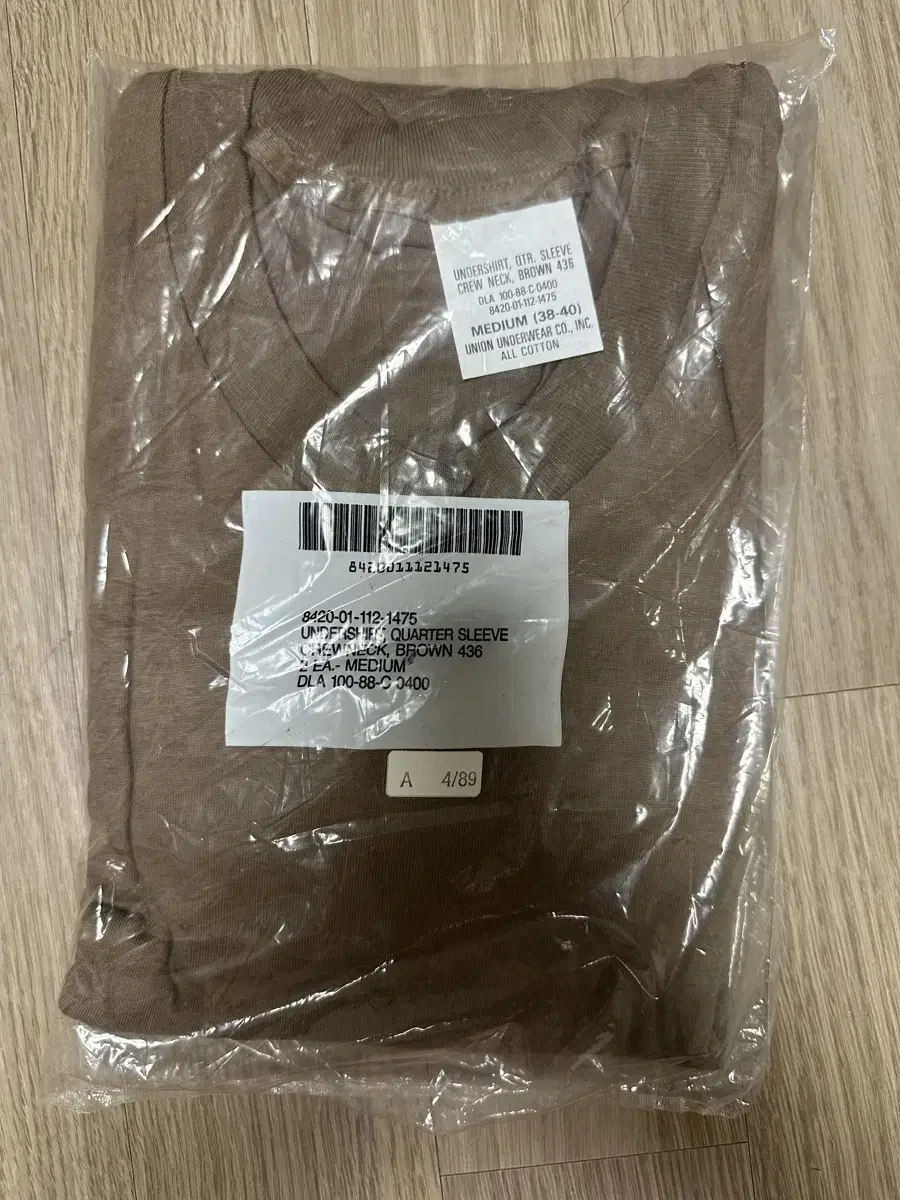 UNDERSHIRT, QTR. SLEEVE
CREW NECK, BROWN 436
DLA 100-88-C-0400
8420-01-112-1475
MEDIUM (38-40)
UNION UNDERWEAR CO., INC.
ALL COTTON
8420011121475
8420-01-112-1475
UNDERSHIRT, QUARTER SLEEVE
CREWNECK, BROWN 436
2 EA.- MEDIUM
DLA 100-88-C 0400
A 4/89